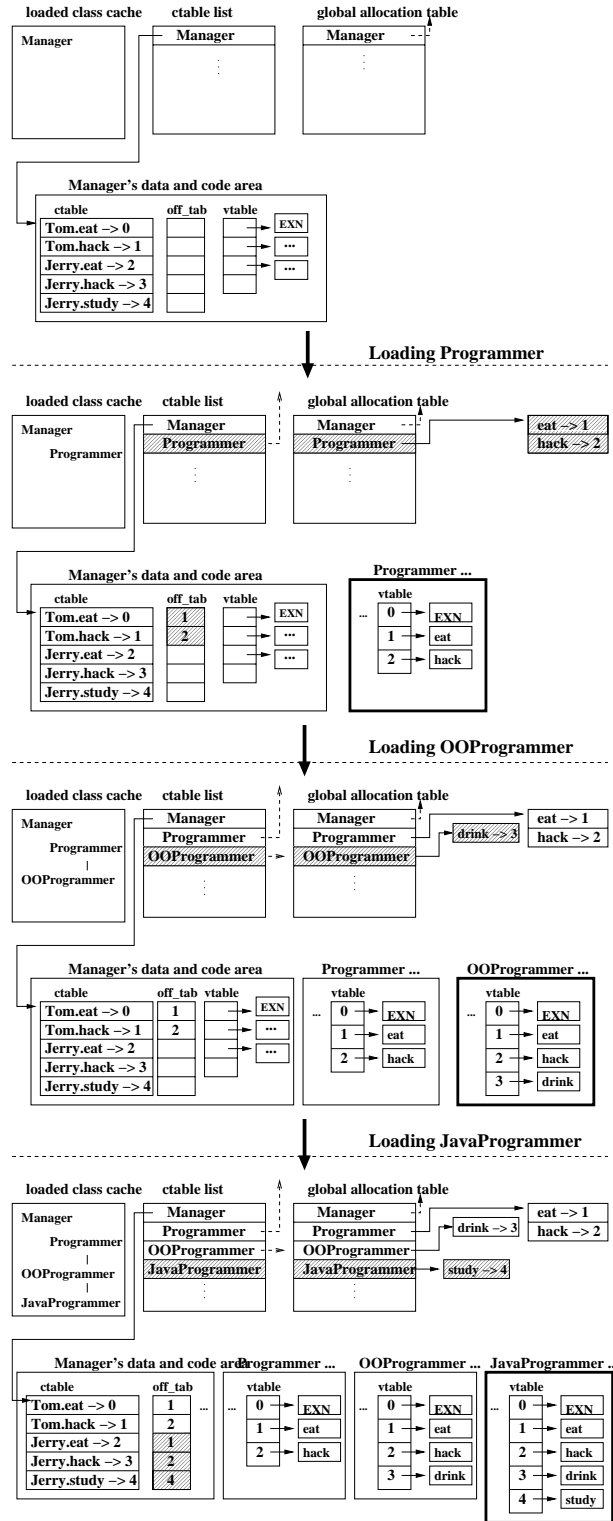 loaded class cache ctable list global allocation table
Manager Manager Manager
Manager's data and code area
ctable off_tab vtable
Tom.eat −> 0 EXN
Tom.hack −> 1 ...
Jerry.eat −> 2 ...
Jerry.hack −> 3
Jerry.study −> 4
Loading Programmer
loaded class cache ctable list global allocation table
Manager Manager Manager
Programmer Programmer Programmer eat −> 1
hack −> 2
Manager's data and code area Programmer ...
ctable off_tab vtable vtable
Tom.eat −> 0 1 EXN ... 0 EXN
Tom.hack −> 1 2 ... 1 eat
Jerry.eat −> 2 ... 2 hack
Jerry.hack −> 3
Jerry.study −> 4
Loading OOProgrammer
loaded class cache ctable list global allocation table
Manager Manager Manager eat −> 1
Programmer Programmer Programmer drink −> 3 hack −> 2
OOProgrammer OOProgrammer OOProgrammer
Manager's data and code area Programmer ... OOProgrammer ...
ctable off_tab vtable vtable vtable
Tom.eat −> 0 1 EXN ... 0 EXN ... 0 EXN
Tom.hack −> 1 2 ... 1 eat 1 eat
Jerry.eat −> 2 ... 2 hack 2 hack
Jerry.hack −> 3 3 drink
Jerry.study −> 4
Loading JavaProgrammer
loaded class cache ctable list global allocation table
Manager Manager Manager eat −> 1
Programmer Programmer Programmer drink −> 3 hack −> 2
OOProgrammer OOProgrammer OOProgrammer
JavaProgrammer JavaProgrammer JavaProgrammer study −> 4
Manager's data and code area Programmer ... OOProgrammer ... JavaProgrammer ...
ctable off_tab vtable vtable vtable
Tom.eat −> 0 1 ... ... 0 EXN ... 0 EXN ... 0 EXN
Tom.hack −> 1 2 1 eat 1 eat 1 eat
Jerry.eat −> 2 1 2 hack 2 hack 2 hack
Jerry.hack −> 3 2 3 drink 3 drink
Jerry.study −> 4 4 4 study